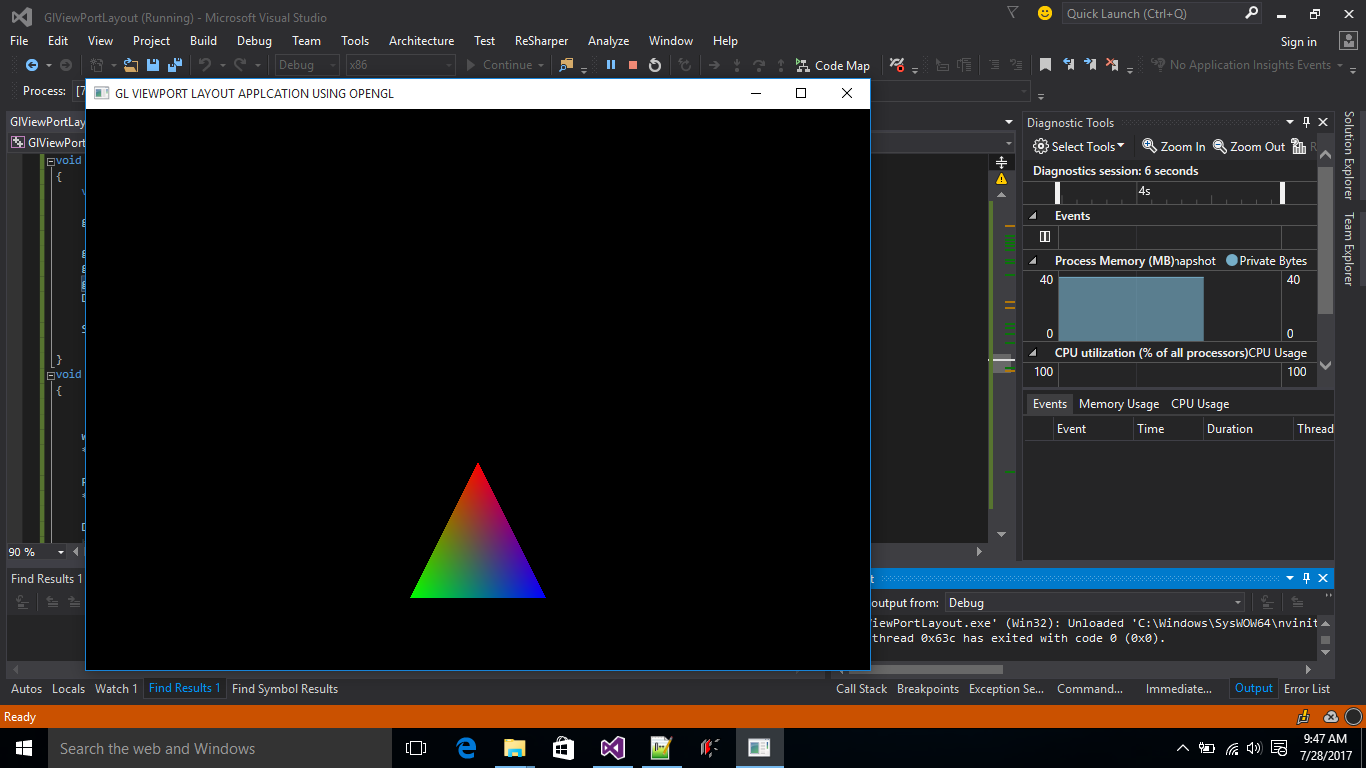 GlViewPortLayout (Running) - Microsoft Visual Studio
Quick Launch (Ctrl+Q)
File Edit View Project Build Debug Team Tools Architecture Test ReSharper Analyze Window Help
Sign in
Debug x86 Continue Code Map No Application Insights Events
Process: [7
GL VIEWPORT LAYOUT APPLCATION USING OPENGL
GlViewPortLay
GlViewPort
void
{
g
g
g
g
D
S
}
void
{
w
*
P
*
D
90 %
Diagnostic Tools
Select Tools Zoom In Zoom Out R
Diagnostics session: 6 seconds
4s
Events
Process Memory (MB) napshot Private Bytes
40 40
0 0
CPU utilization (% of all processors) CPU Usage
100 100
Events Memory Usage CPU Usage
Event Time Duration Thread
Solution Explorer
Team Explorer
Find Results 1
t
output from: Debug
iewPortLayout.exe' (Win32): Unloaded 'C:\Windows\SysWOW64\nvinit
thread 0x63c has exited with code 0 (0x0).
Autos Locals Watch 1 Find Results 1 Find Symbol Results
Call Stack Breakpoints Exception Se... Command... Immediate... Output Error List
Ready
Search the web and Windows
9:47 AM
7/28/2017